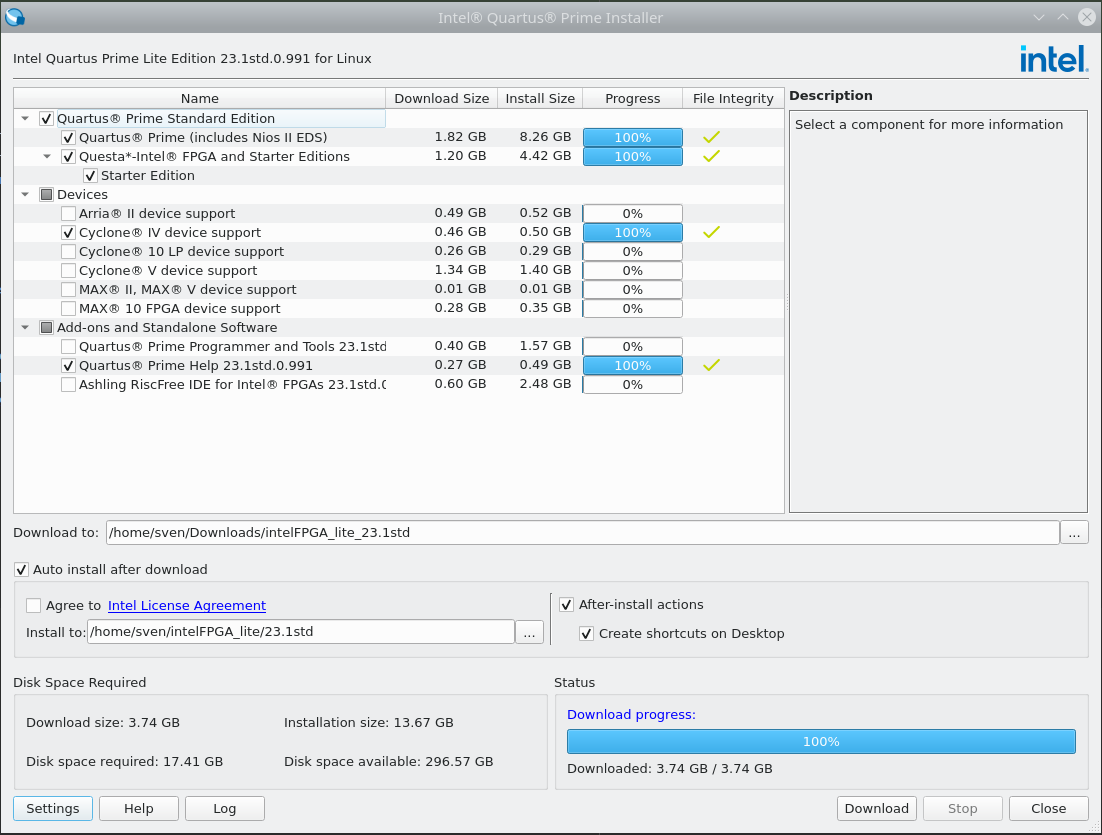 Intel® Quartus® Prime Installer
Intel Quartus Prime Lite Edition 23.1std.0.991 for Linux
intel.
Name Download Size Install Size Progress File Integrity
Quartus® Prime Standard Edition
Quartus® Prime (includes Nios II EDS) 1.82 GB 8.26 GB 100%
Questa*-Intel® FPGA and Starter Editions 1.20 GB 4.42 GB 100%
Starter Edition
Devices
Arria® II device support 0.49 GB 0.52 GB 0%
Cyclone® IV device support 0.46 GB 0.50 GB 100%
Cyclone® 10 LP device support 0.26 GB 0.29 GB 0%
Cyclone® V device support 1.34 GB 1.40 GB 0%
MAX® II, MAX® V device support 0.01 GB 0.01 GB 0%
MAX® 10 FPGA device support 0.28 GB 0.35 GB 0%
Add-ons and Standalone Software
Quartus® Prime Programmer and Tools 23.1std 0.40 GB 1.57 GB 0%
Quartus® Prime Help 23.1std.0.991 0.27 GB 0.49 GB 100%
Ashling RiscFree IDE for Intel® FPGAs 23.1std.0 0.60 GB 2.48 GB 0%
Description
Select a component for more information
Download to: /home/sven/Downloads/intelFPGA_lite_23.1std ...
Auto install after download
Agree to Intel License Agreement
Install to: /home/sven/intelFPGA_lite/23.1std ...
After-install actions
Create shortcuts on Desktop
Disk Space Required
Download size: 3.74 GB Installation size: 13.67 GB
Disk space required: 17.41 GB Disk space available: 296.57 GB
Status
Download progress:
100%
Downloaded: 3.74 GB / 3.74 GB
Settings Help Log Download Stop Close